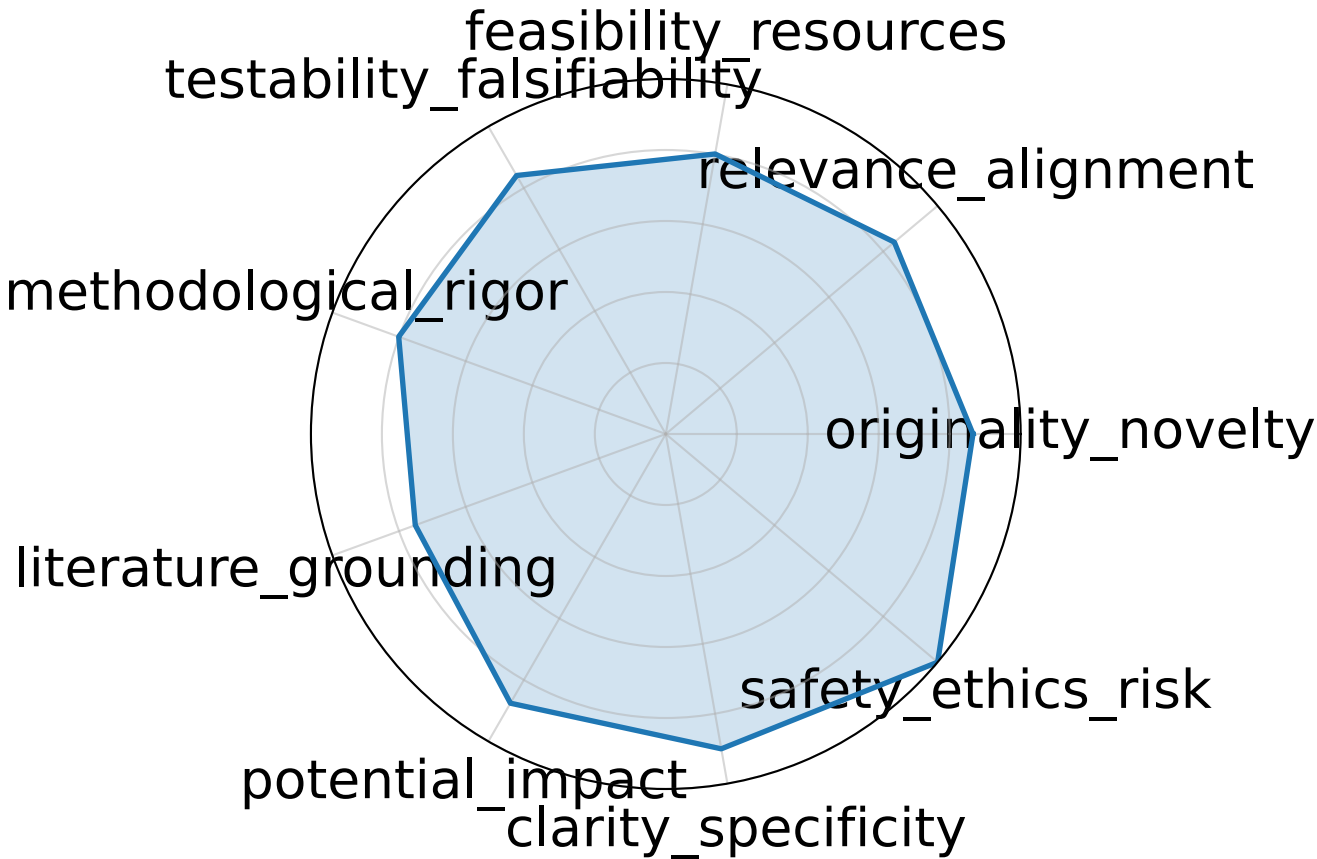 feasibility_resources
testability_falsifiability
relevance_alignment
methodological_rigor
originality_novelty
literature_grounding
safety_ethics_risk
potential_impact
clarity_specificity